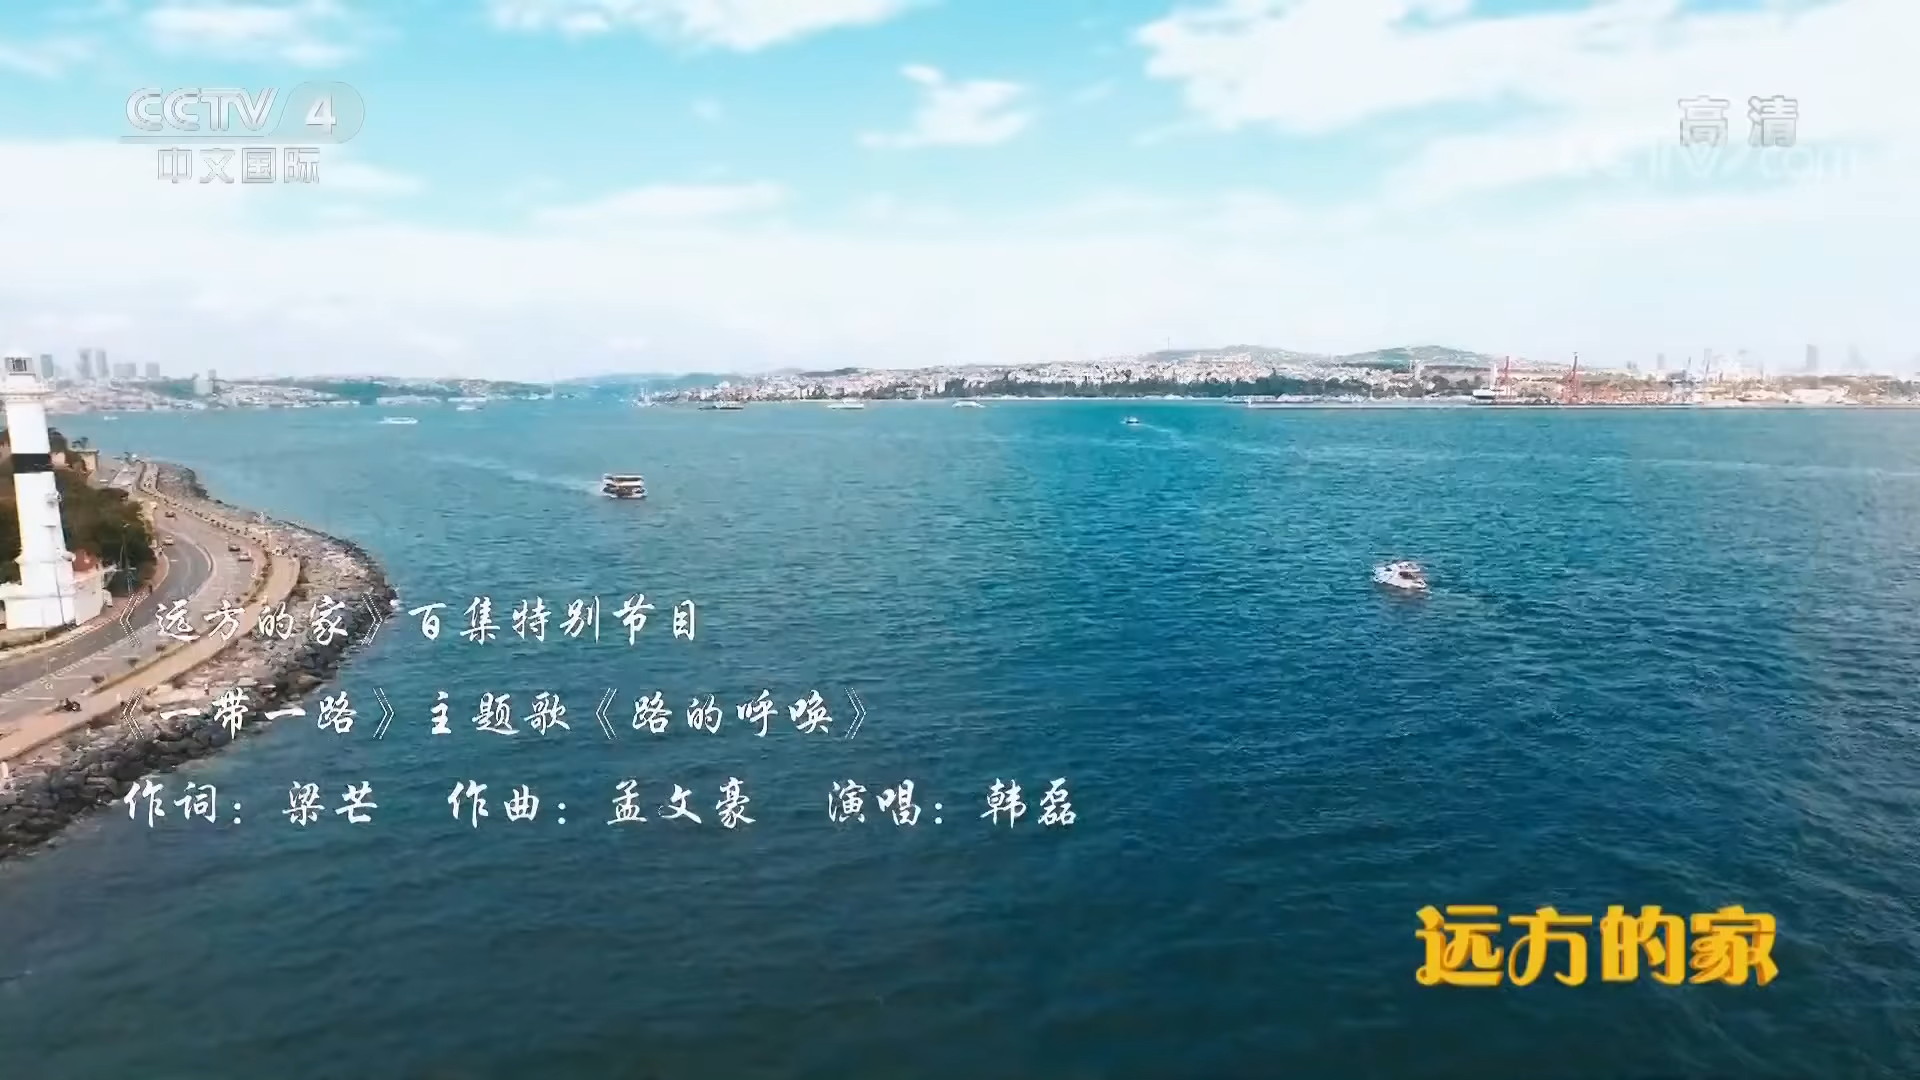 CCTV 4
中文国际
高清
cctv.com
《远方的家》百集特别节目
《一带一路》主题歌《路的呼唤》
作词：梁芒 作曲：孟文豪 演唱：韩磊
远方的家